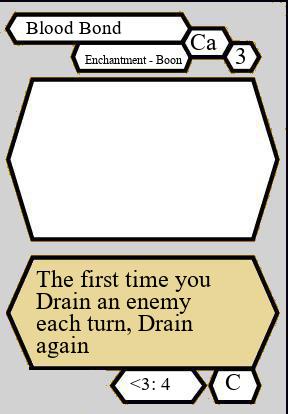 Blood Bond
Ca
Enchantment - Boon
3
The first time you
Drain an enemy
each turn, Drain
again
<3: 4
C